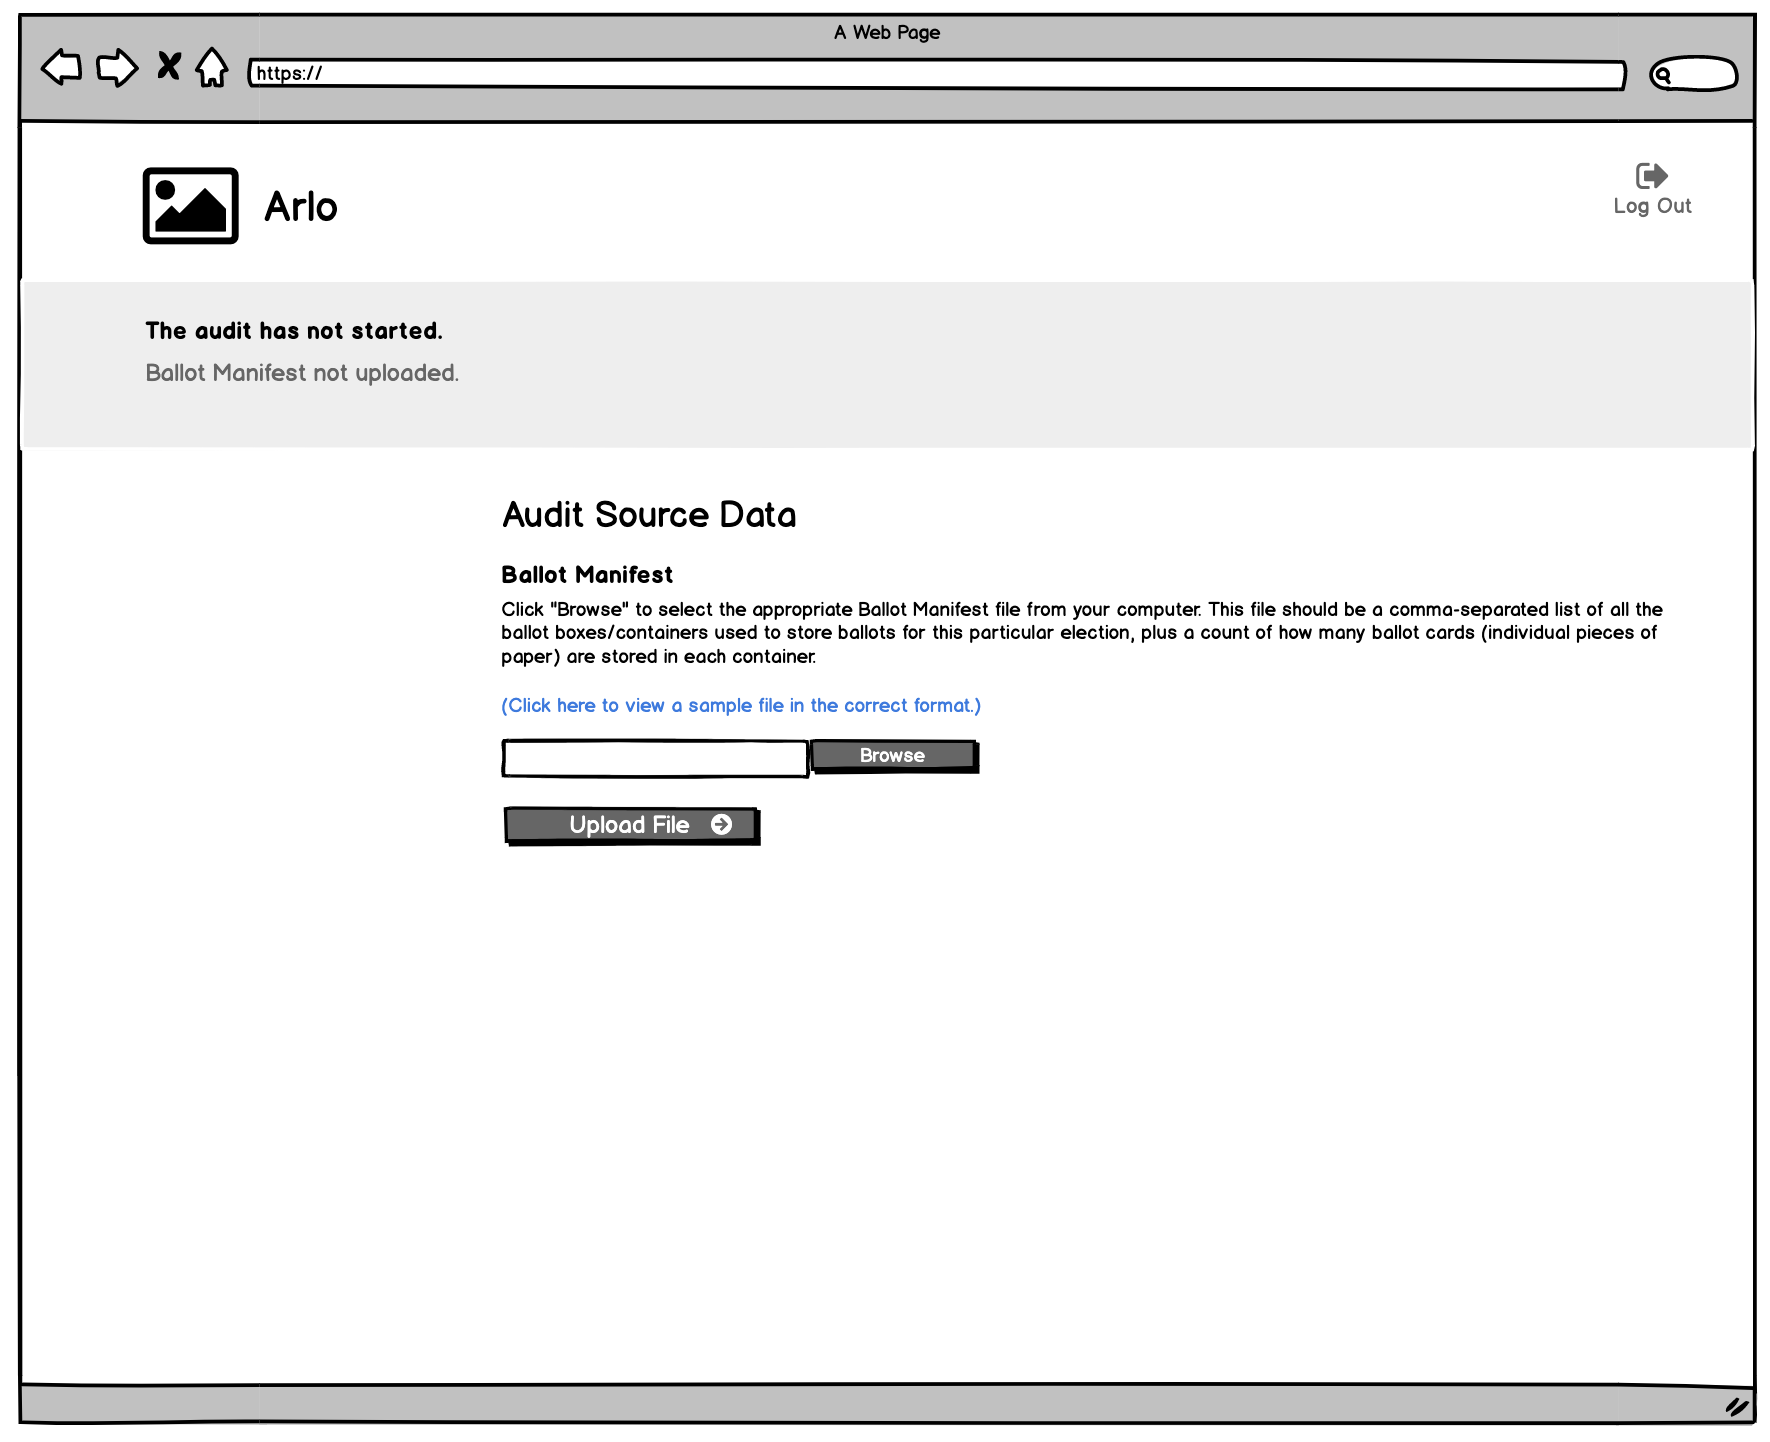 A Web Page
https://
Arlo
Log Out
The audit has not started.
Ballot Manifest not uploaded.
Audit Source Data
Ballot Manifest
Click "Browse" to select the appropriate Ballot Manifest file from your computer. This file should be a comma-separated list of all the
ballot boxes/containers used to store ballots for this particular election, plus a count of how many ballot cards (individual pieces of
paper) are stored in each container.
(Click here to view a sample file in the correct format.)
Browse
Upload File